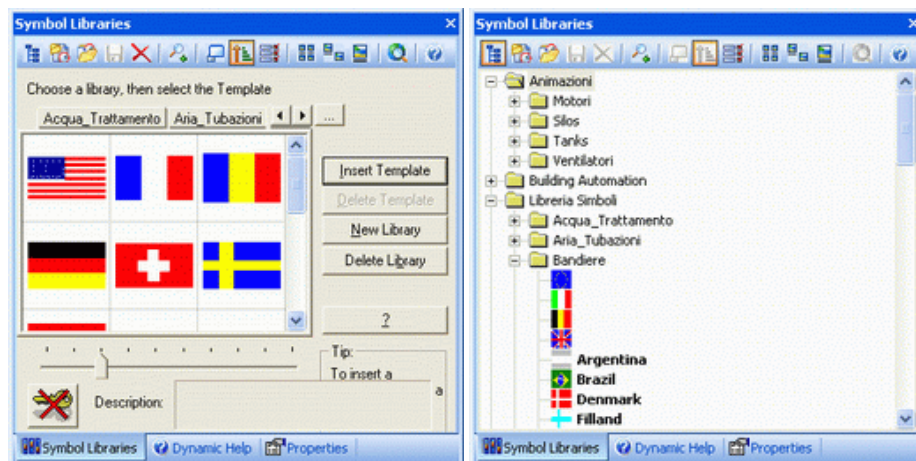 Symbol Libraries
Choose a library, then select the Template
Acqua_Trattamento
Aria_Tubazioni
...
Insert Template
Delete Template
New Library
Delete Library
?
Tip:
To insert a
a
Description:
Symbol Libraries
Dynamic Help
Properties
Symbol Libraries
Animazioni
Motori
Silos
Tanks
Ventilatori
Building Automation
Libreria Simboli
Acqua_Trattamento
Aria_Tubazioni
Bandiere
Argentina
Brazil
Denmark
Filland
Symbol Libraries
Dynamic Help
Properties